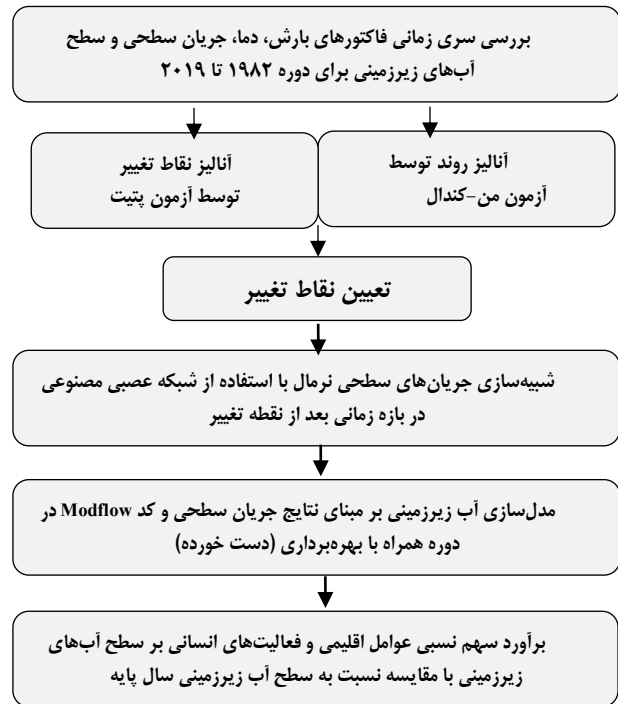 بررسی سری زمانی فاکتورهای بارش، دما، جریان سطحی و سطح
آب‌های زیرزمینی برای دوره ۱۹۸۲ تا ۲۰۱۹
آنالیز روند توسط
آزمون من-کندال
آنالیز نقاط تغییر
توسط آزمون پتیت
تعیین نقاط تغییر
شبیه‌سازی جریان‌های سطحی نرمال با استفاده از شبکه عصبی مصنوعی
در بازه زمانی بعد از نقطه تغییر
مدل‌سازی آب زیرزمینی بر مبنای نتایج جریان سطحی و کد Modflow در
دوره همراه با بهره‌برداری (دست خورده)
برآورد سهم نسبی عوامل اقلیمی و فعالیت‌های انسانی بر سطح آب‌های
زیرزمینی با مقایسه نسبت به سطح آب زیرزمینی سال پایه